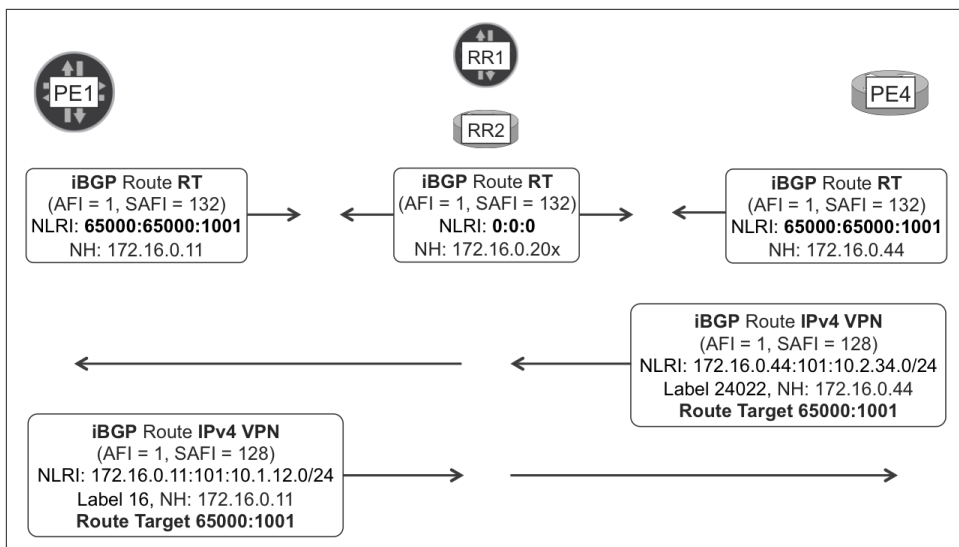 PE1
RR1
RR2
PE4
iBGP Route RT
(AFI = 1, SAFI = 132)
NLRI: 65000:65000:1001
NH: 172.16.0.11
iBGP Route RT
(AFI = 1, SAFI = 132)
NLRI: 0:0:0
NH: 172.16.0.20x
iBGP Route RT
(AFI = 1, SAFI = 132)
NLRI: 65000:65000:1001
NH: 172.16.0.44
iBGP Route IPv4 VPN
(AFI = 1, SAFI = 128)
NLRI: 172.16.0.44:101:10.2.34.0/24
Label 24022, NH: 172.16.0.44
Route Target 65000:1001
iBGP Route IPv4 VPN
(AFI = 1, SAFI = 128)
NLRI: 172.16.0.11:101:10.1.12.0/24
Label 16, NH: 172.16.0.11
Route Target 65000:1001